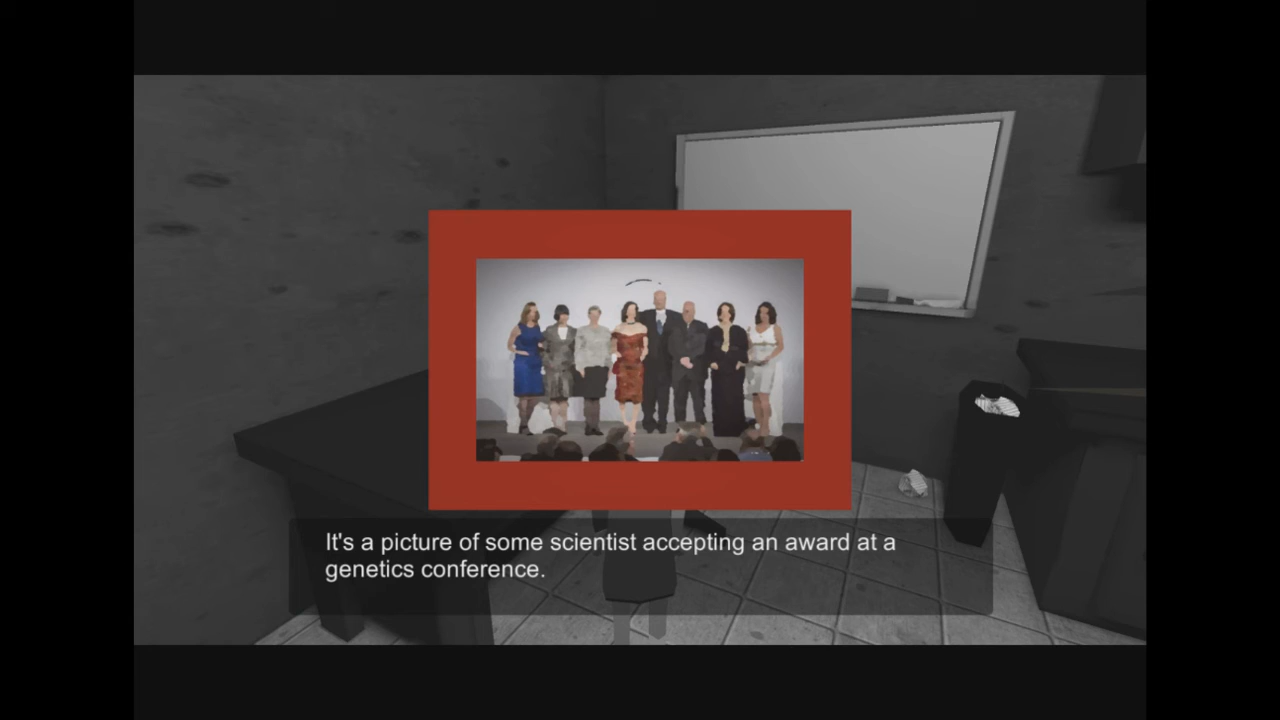 It's a picture of some scientist accepting an award at a
genetics conference.